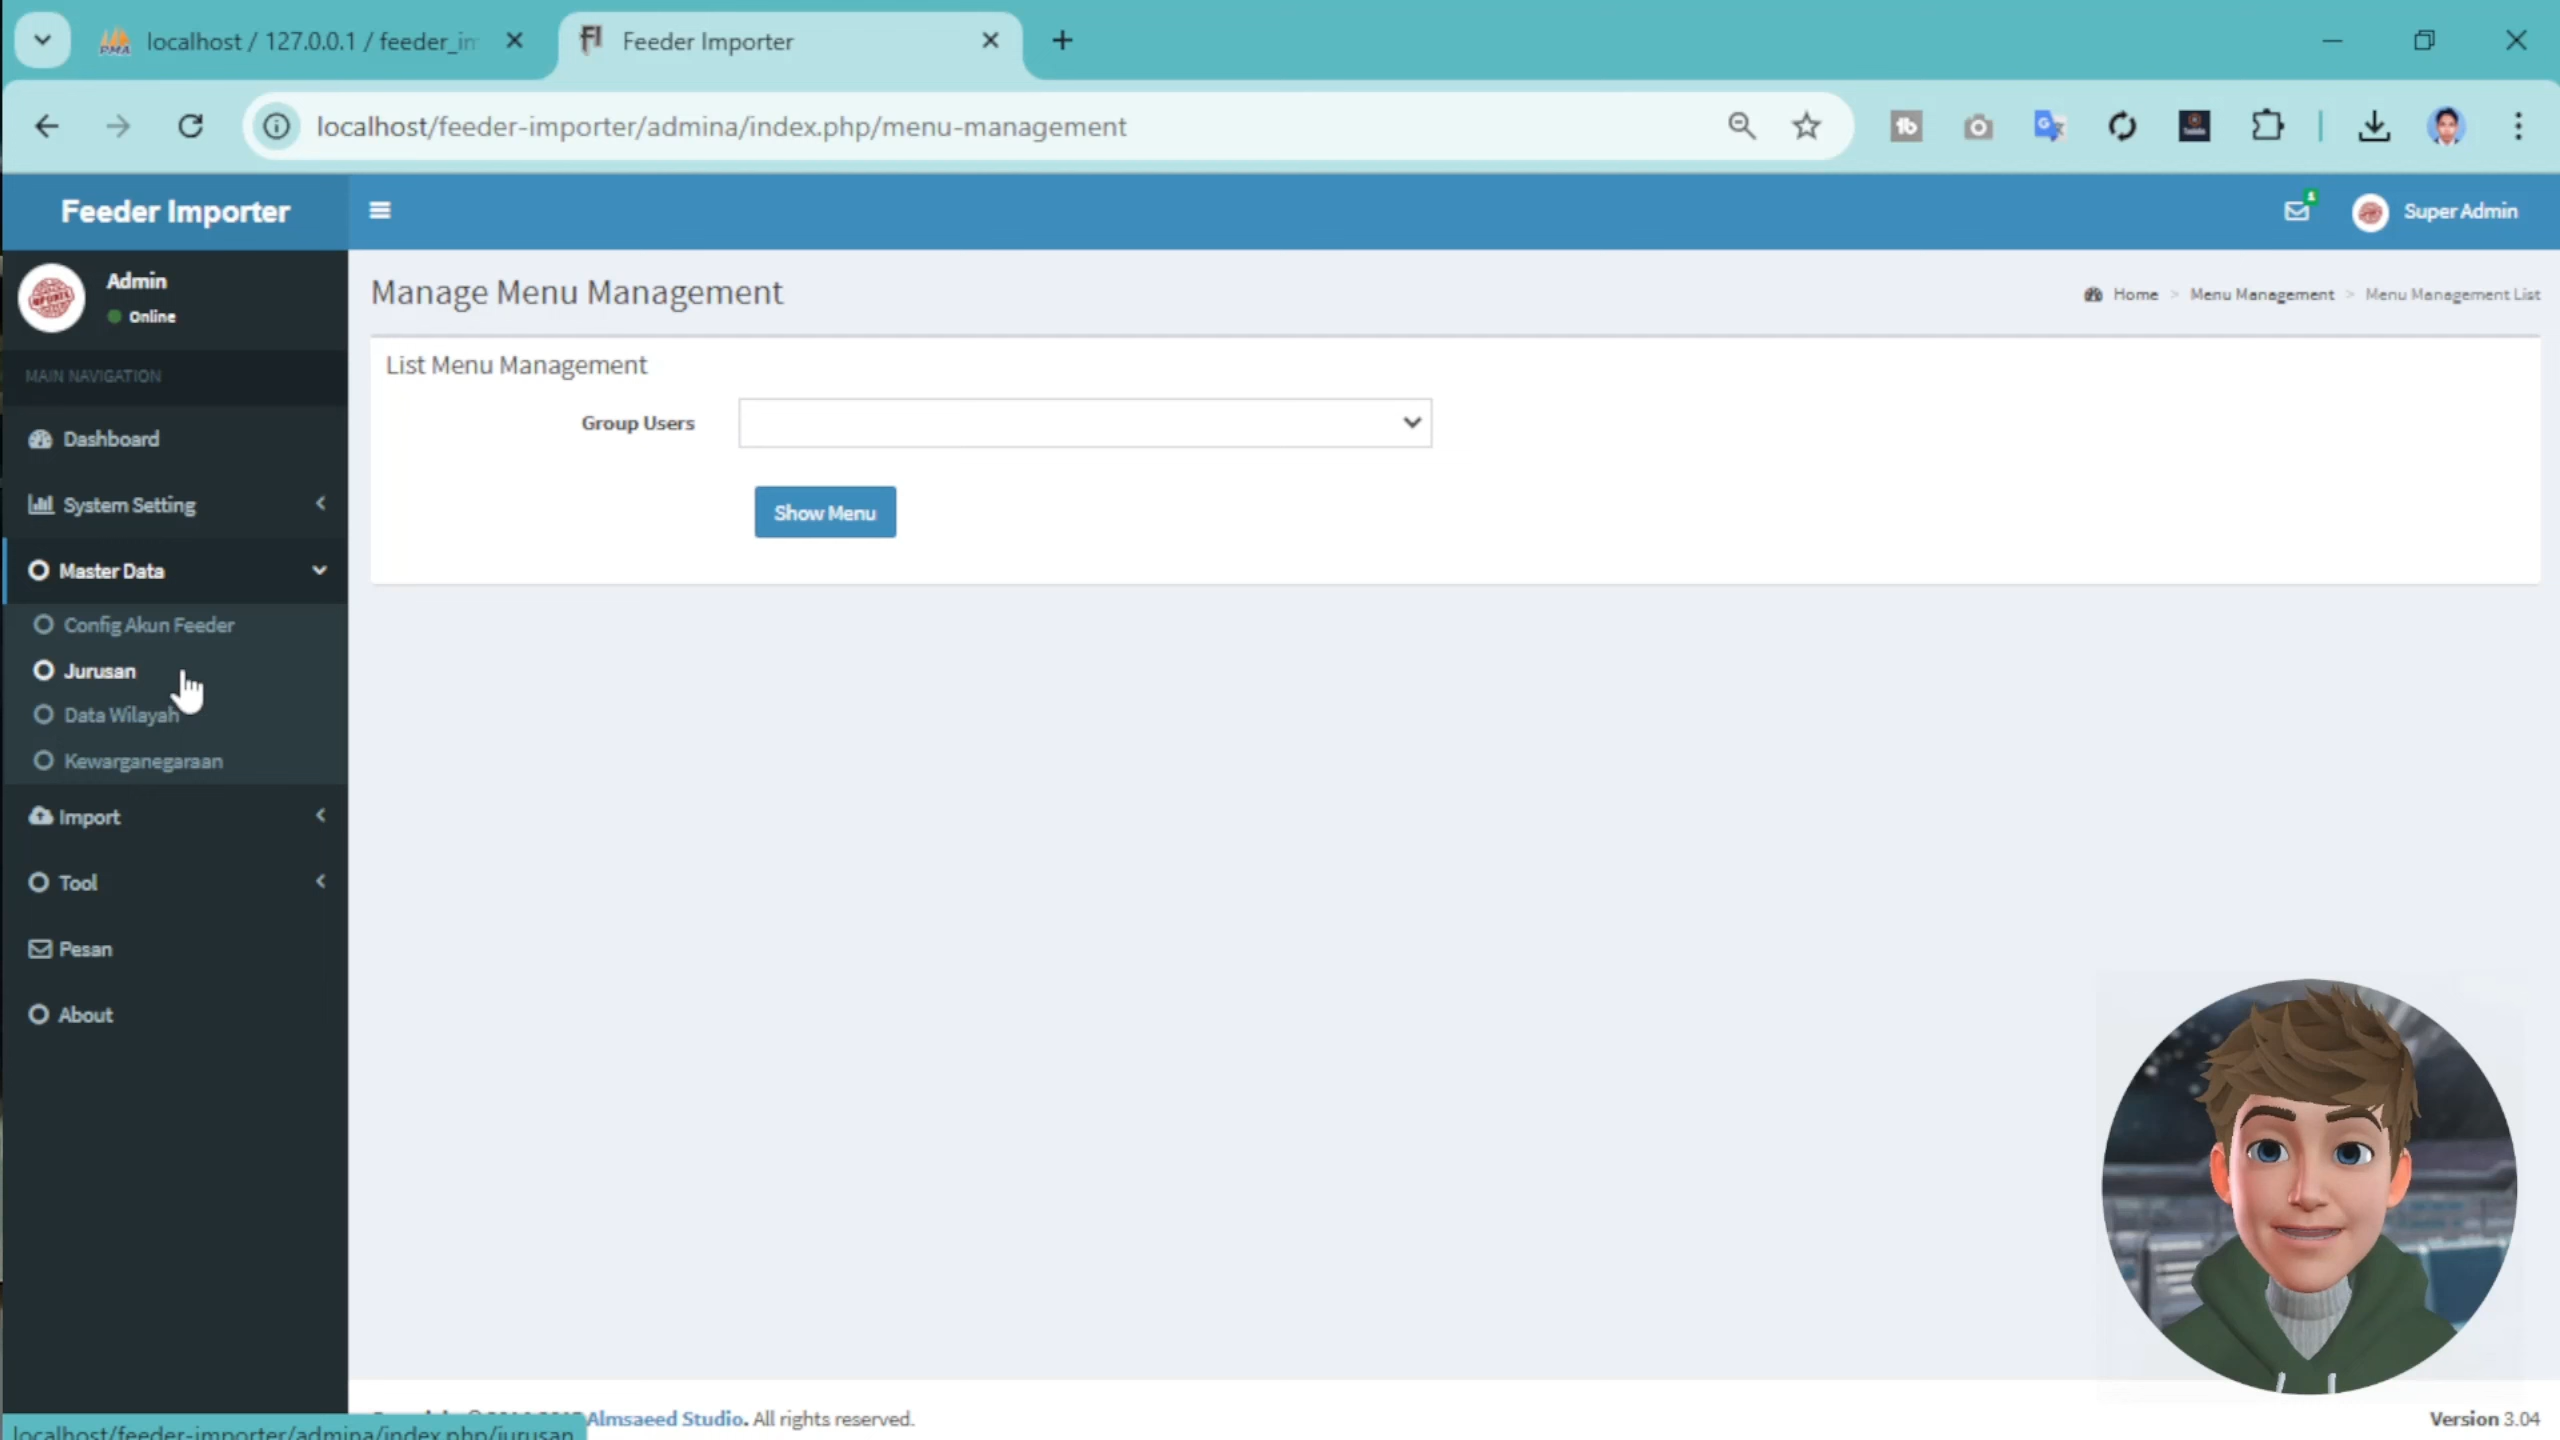 localhost / 127.0.0.1 / feeder_im
Feeder Importer
localhost/feeder-importer/admina/index.php/menu-management
Feeder Importer
Super Admin
Admin
Online
MAIN NAVIGATION
Dashboard
System Setting
Master Data
Config Akun Feeder
Jurusan
Data Wilayah
Kewarganegaraan
Import
Tool
Pesan
About
Manage Menu Management
Home > Menu Management > Menu Management List
List Menu Management
Group Users
Show Menu
Almsaeed Studio. All rights reserved.
Version 3.04
localhost/feeder-importer/admina/index.php/jurusan